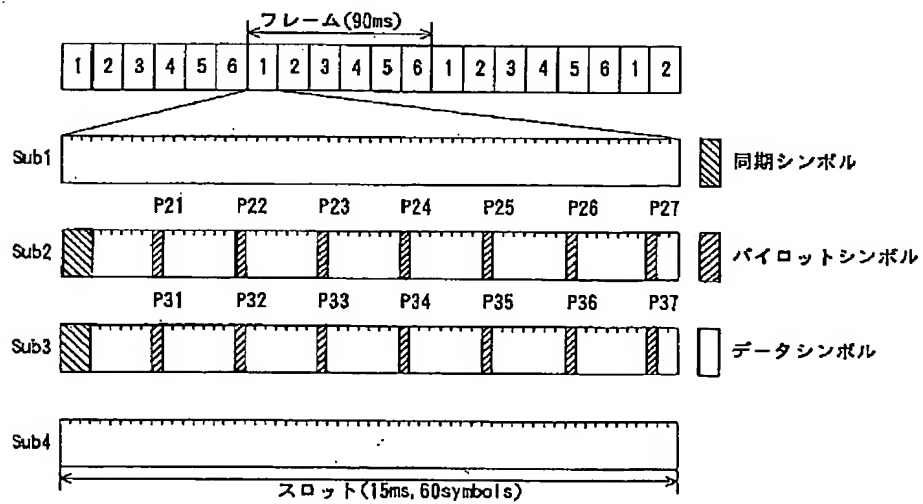 フレーム(90ms)
1 2 3 4 5 6 1 2 3 4 5 6 1 2 3 4 5 6 1 2
Sub1
同期シンボル
P21 P22 P23 P24 P25 P26 P27
Sub2
パイロットシンボル
P31 P32 P33 P34 P35 P36 P37
Sub3
データシンボル
Sub4
スロット(15ms,60symbols)